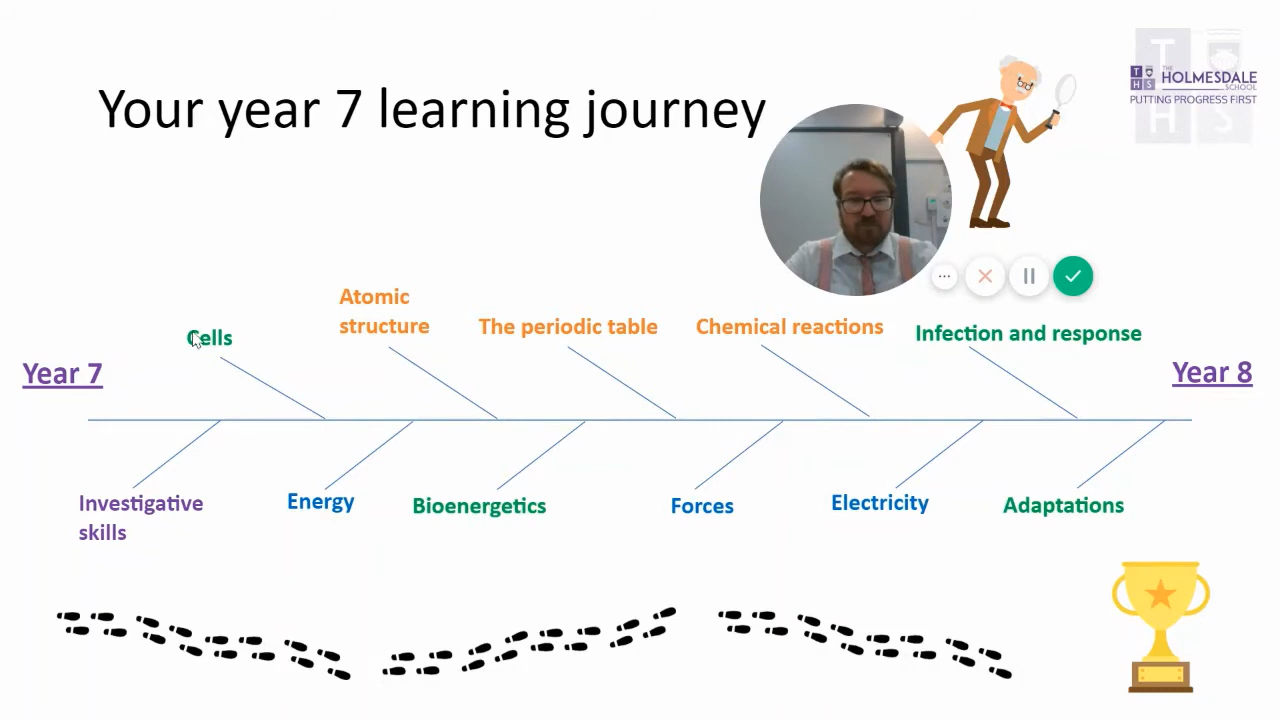 Your year 7 learning journey
T H
THE
T
H S
HOLMESDALE
SCHOOL
PUTTING PROGRESS FIRST
T
H S
Atomic
structure
The periodic table
Chemical reactions
Infection and response
Cells
Year 7
Year 8
Investigative
skills
Energy
Bioenergetics
Forces
Electricity
Adaptations